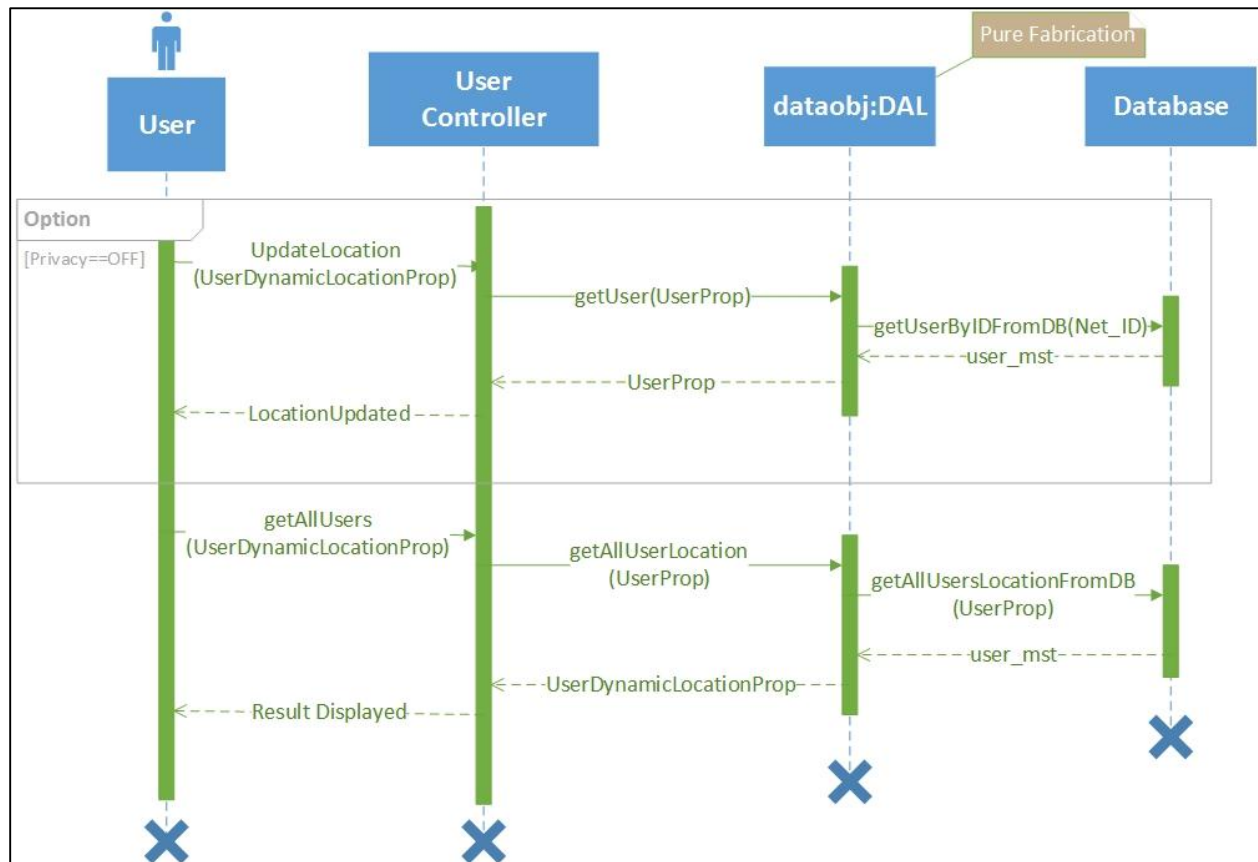 Pure Fabrication
User
User
Controller
dataobj:DAL
Database
Option
[Privacy==OFF]
UpdateLocation
(UserDynamicLocationProp)
getUser(UserProp)
getUserByIDFromDB(Net_ID)
user_mst
UserProp
LocationUpdated
getAllUsers
(UserDynamicLocationProp)
getAllUserLocation
(UserProp)
getAllUsersLocationFromDB
(UserProp)
user_mst
UserDynamicLocationProp
Result Displayed